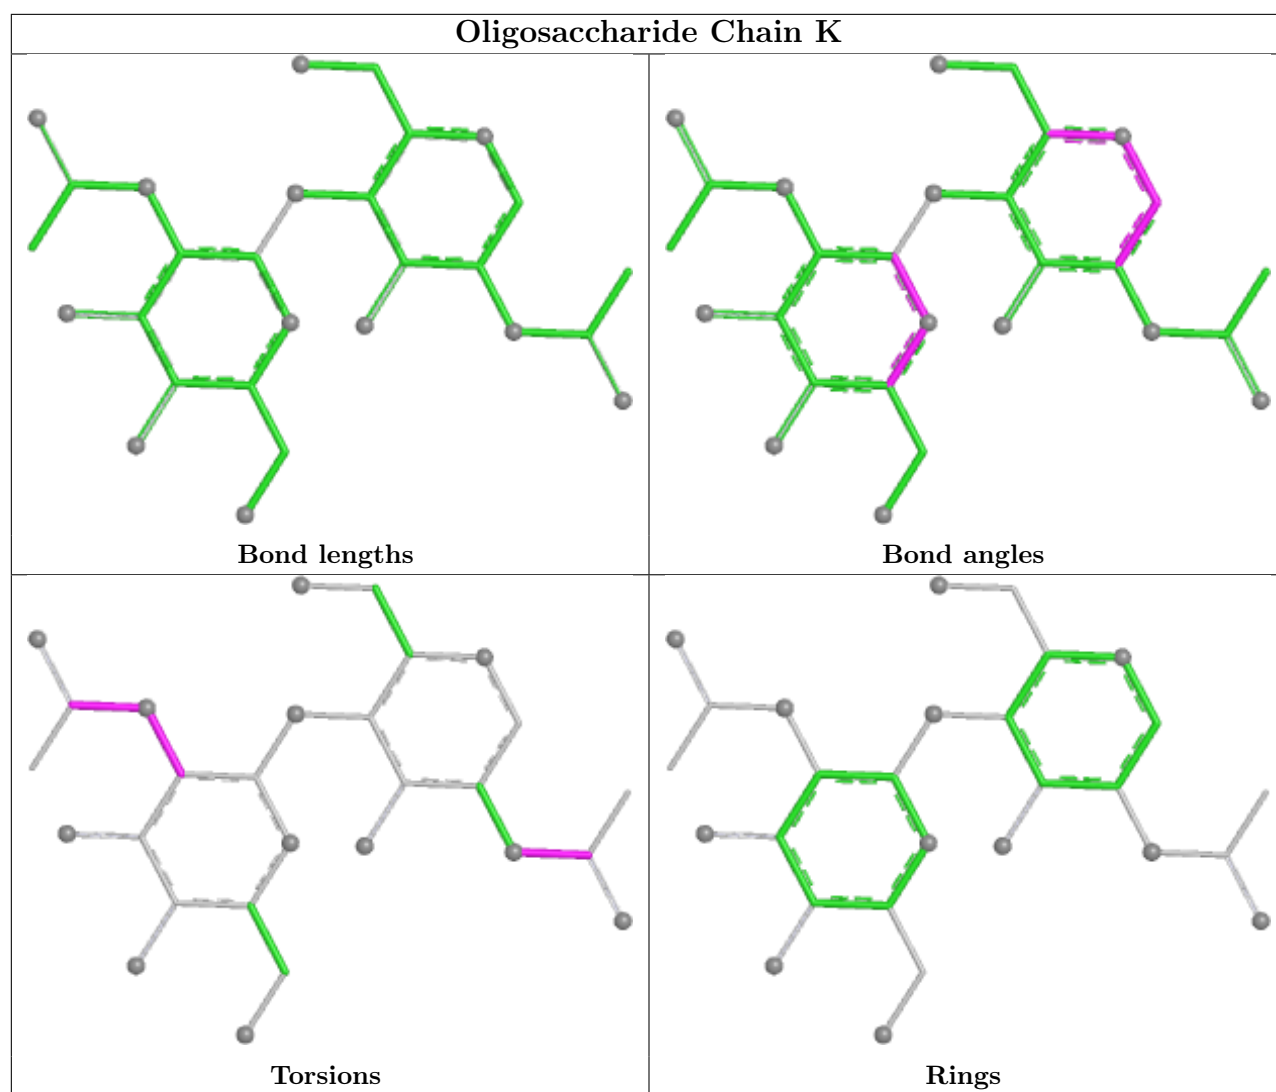 Oligosaccharide Chain K
Bond lengths
Bond angles
Torsions
Rings